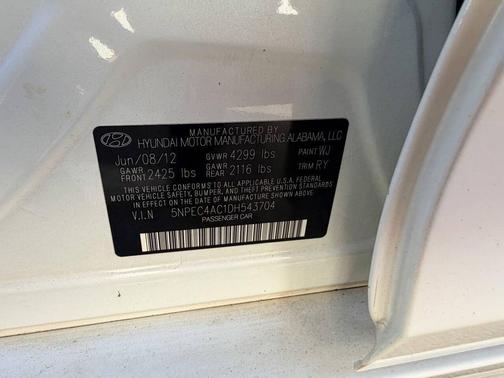 MANUFACTURED BY
HYUNDAI MOTOR MANUFACTURING ALABAMA, LLC
Jun/08/12 GVWR 4299 lbs PAINT WJ
GAWR FRONT 2425 lbs GAWR REAR 2116 lbs TRIM RY
THIS VEHICLE CONFORMS TO ALL APPLICABLE U.S.A. FEDERAL
MOTOR VEHICLE SAFETY, BUMPER, AND THEFT PREVENTION STANDARDS
IN EFFECT ON THE DATE OF MANUFACTURE SHOWN ABOVE
V.I.N 5NPEC4AC1DH543704
PASSENGER CAR